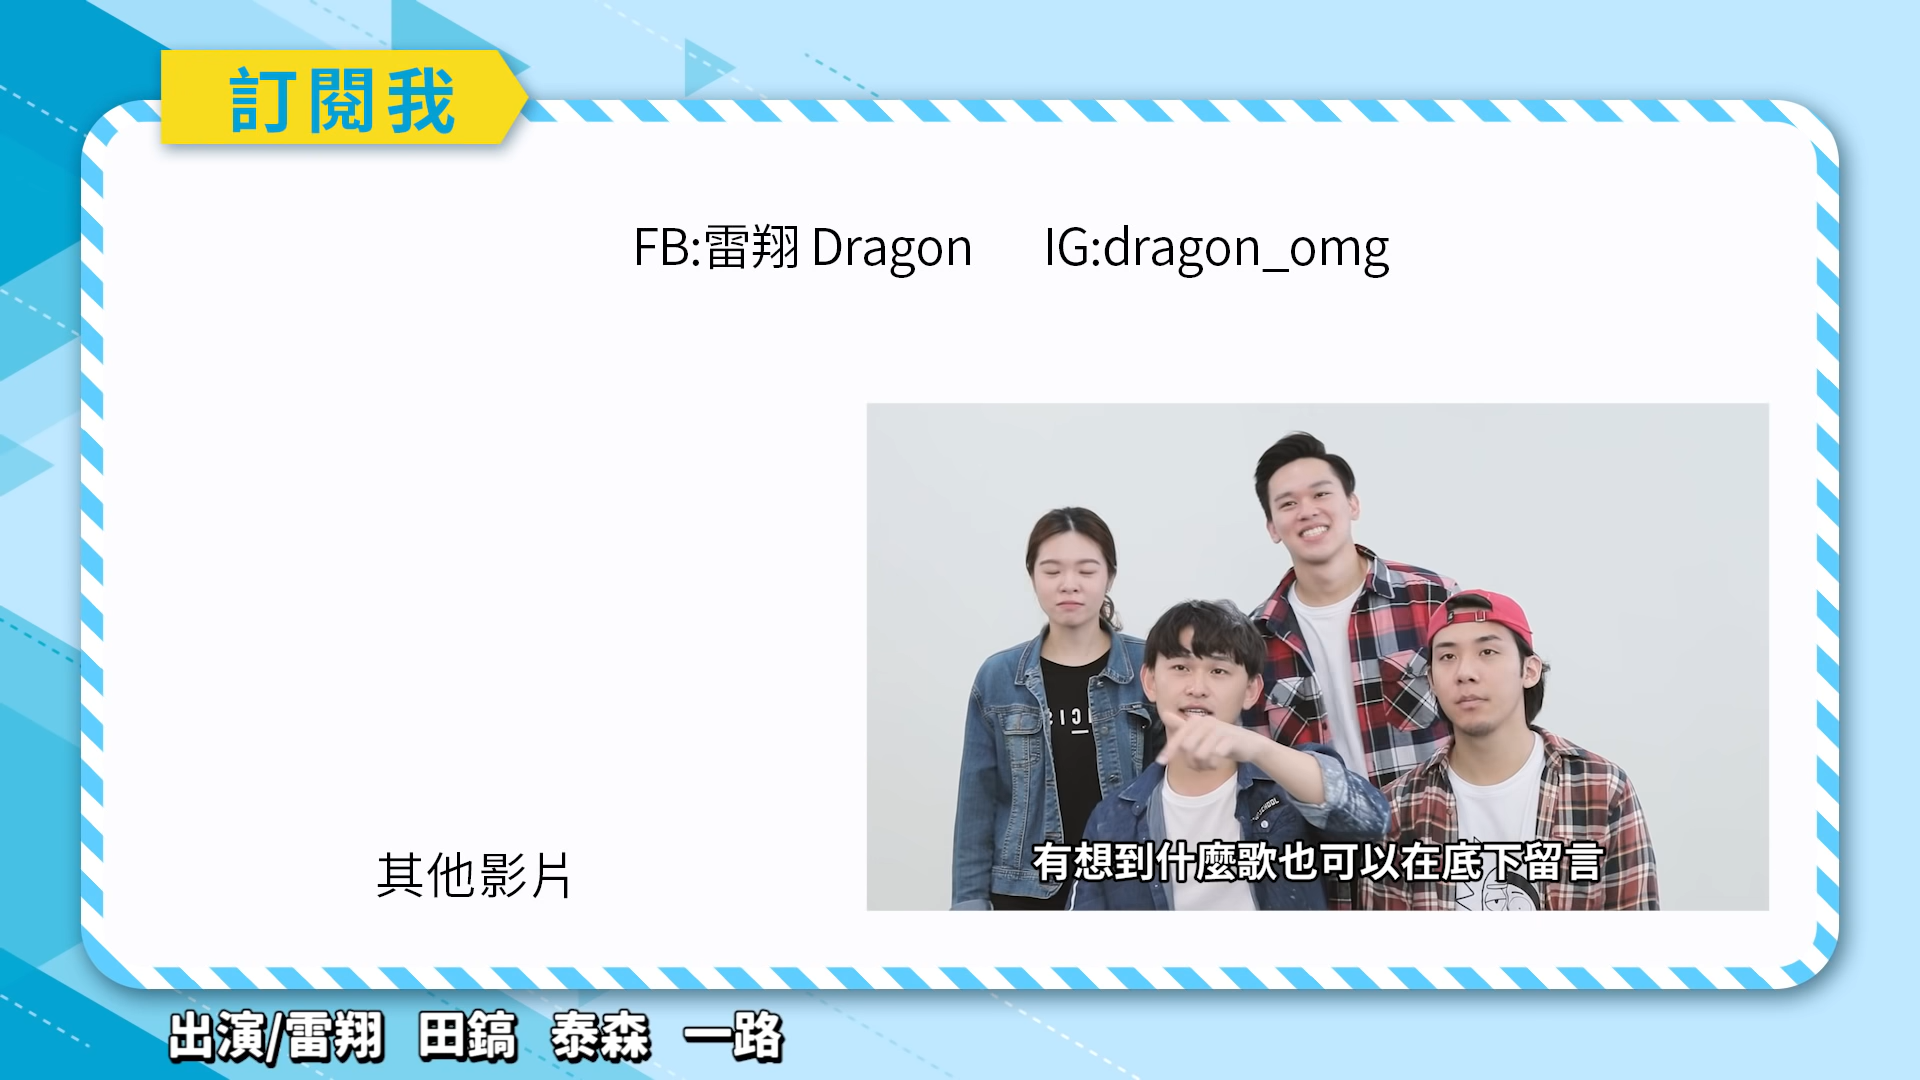 訂閱我
FB:雷翔 Dragon
IG:dragon_omg
有想到什麼歌也可以在底下留言
其他影片
出演/雷翔 田鎬 泰森 一路